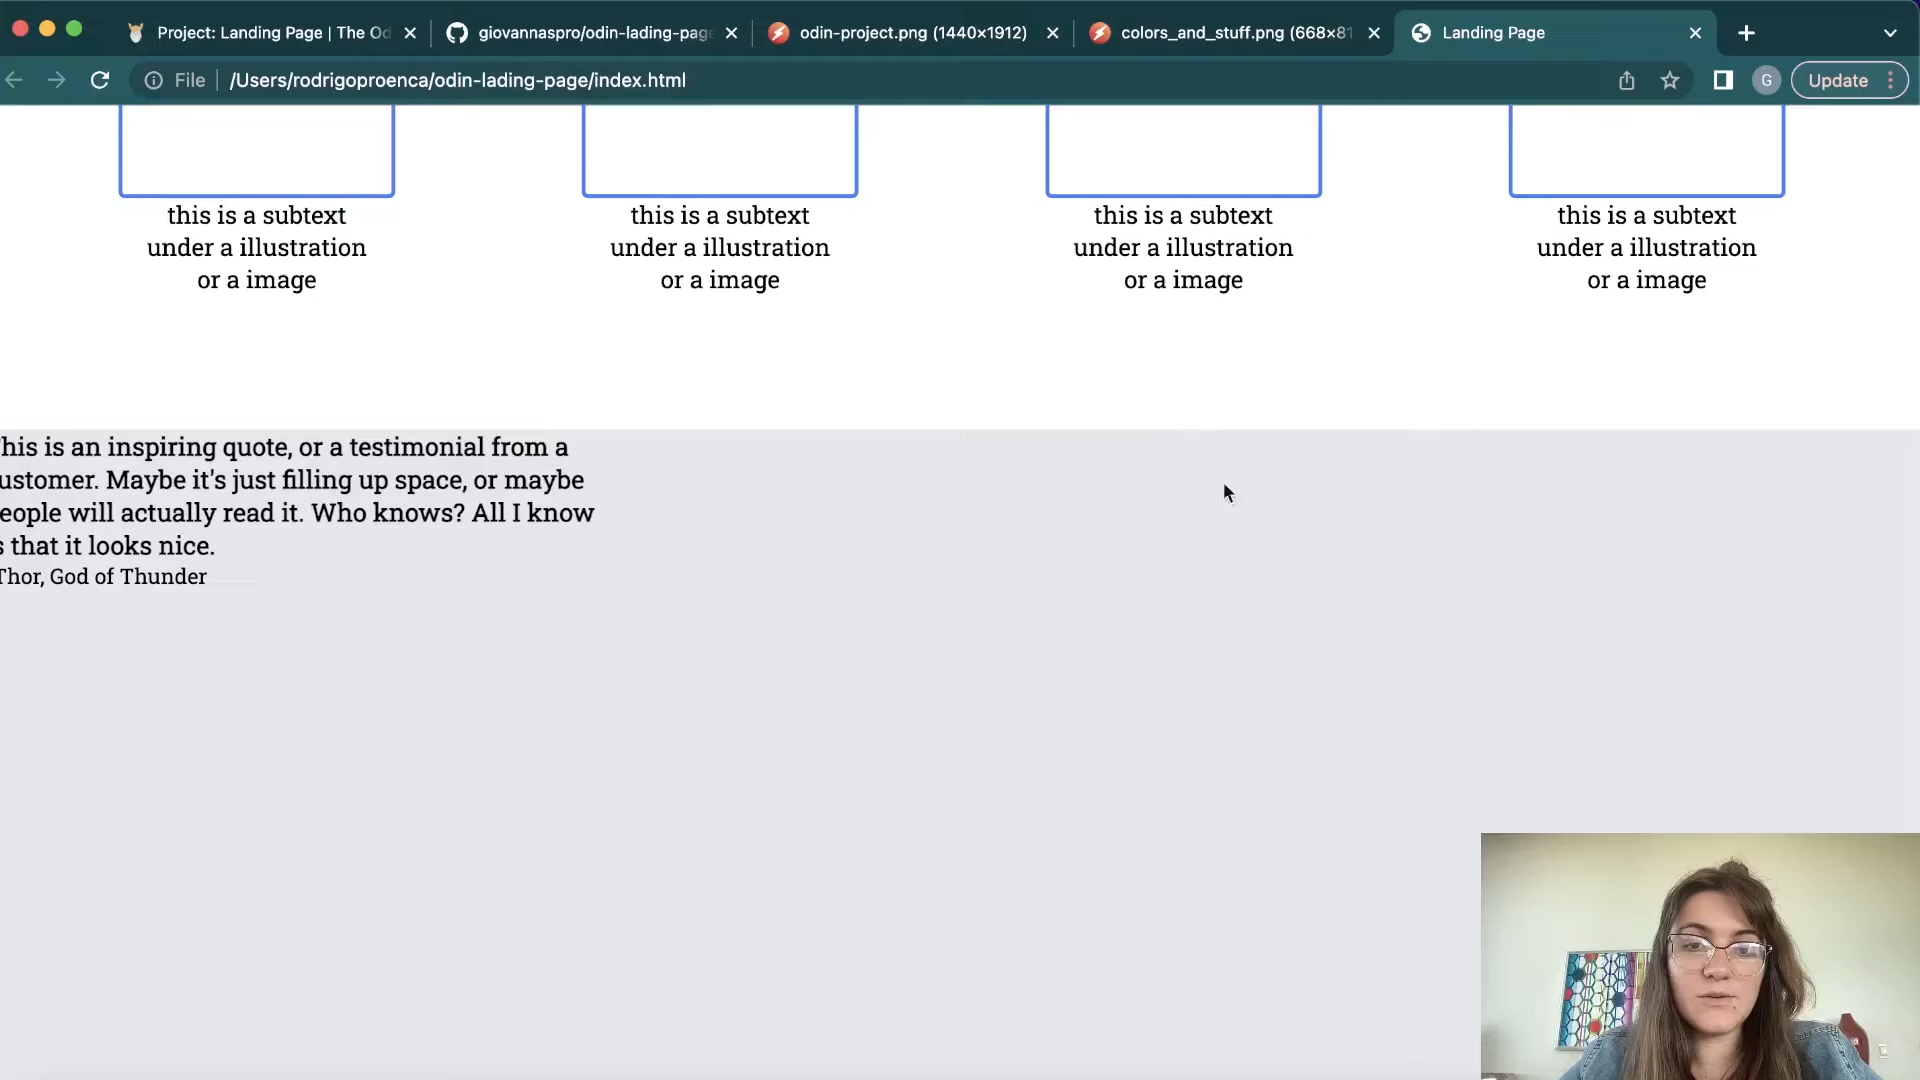 Project: Landing Page | The Od
giovannaspro/odin-lading-page
odin-project.png (1440×1912)
colors_and_stuff.png (668×81
Landing Page
File
/Users/rodrigoproenca/odin-lading-page/index.html
G
Update
this is a subtext
under a illustration
or a image
this is a subtext
under a illustration
or a image
this is a subtext
under a illustration
or a image
this is a subtext
under a illustration
or a image
his is an inspiring quote, or a testimonial from a
ustomer. Maybe it's just filling up space, or maybe
eople will actually read it. Who knows? All I know
s that it looks nice.
Thor, God of Thunder